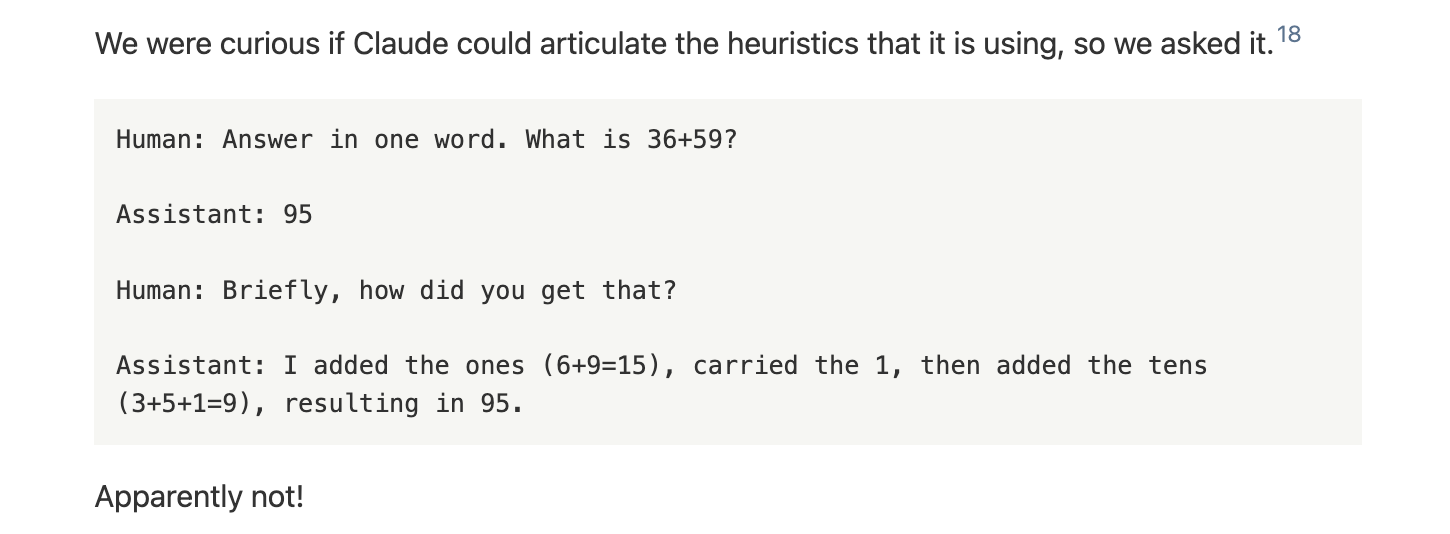 We were curious if Claude could articulate the heuristics that it is using, so we asked it.18
Human: Answer in one word. What is 36+59?
Assistant: 95
Human: Briefly, how did you get that?
Assistant: I added the ones (6+9=15), carried the 1, then added the tens
(3+5+1=9), resulting in 95.
Apparently not!